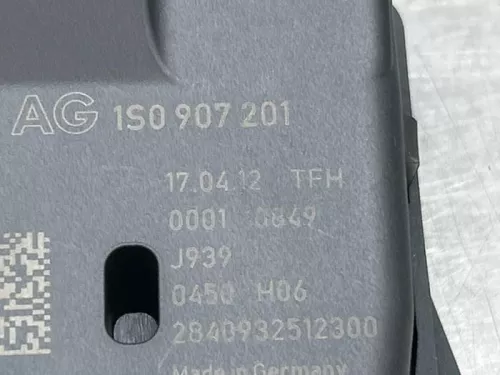 AG 1S0 907 201
17.04.12 TFH
0001 0849
J939
0450 H06
2840932512300
Made in Germany